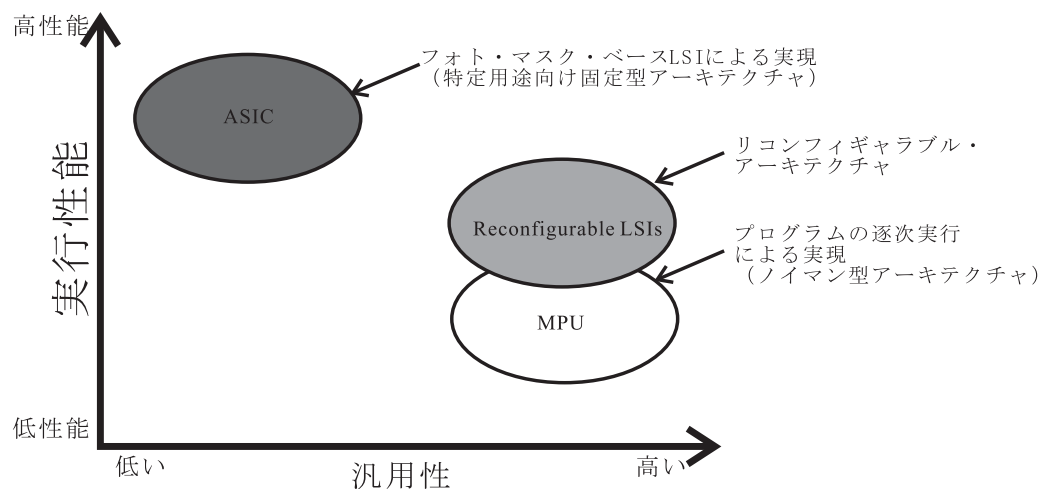 高性能
フォト・マスク・ベースLSIによる実現
（特定用途向け固定型アーキテクチャ）
ASIC
リコンフィギャラブル・
アーキテクチャ
実行性能
Reconfigurable LSIs
プログラムの逐次実行
による実現
（ノイマン型アーキテクチャ）
MPU
低性能
低い
汎用性
高い